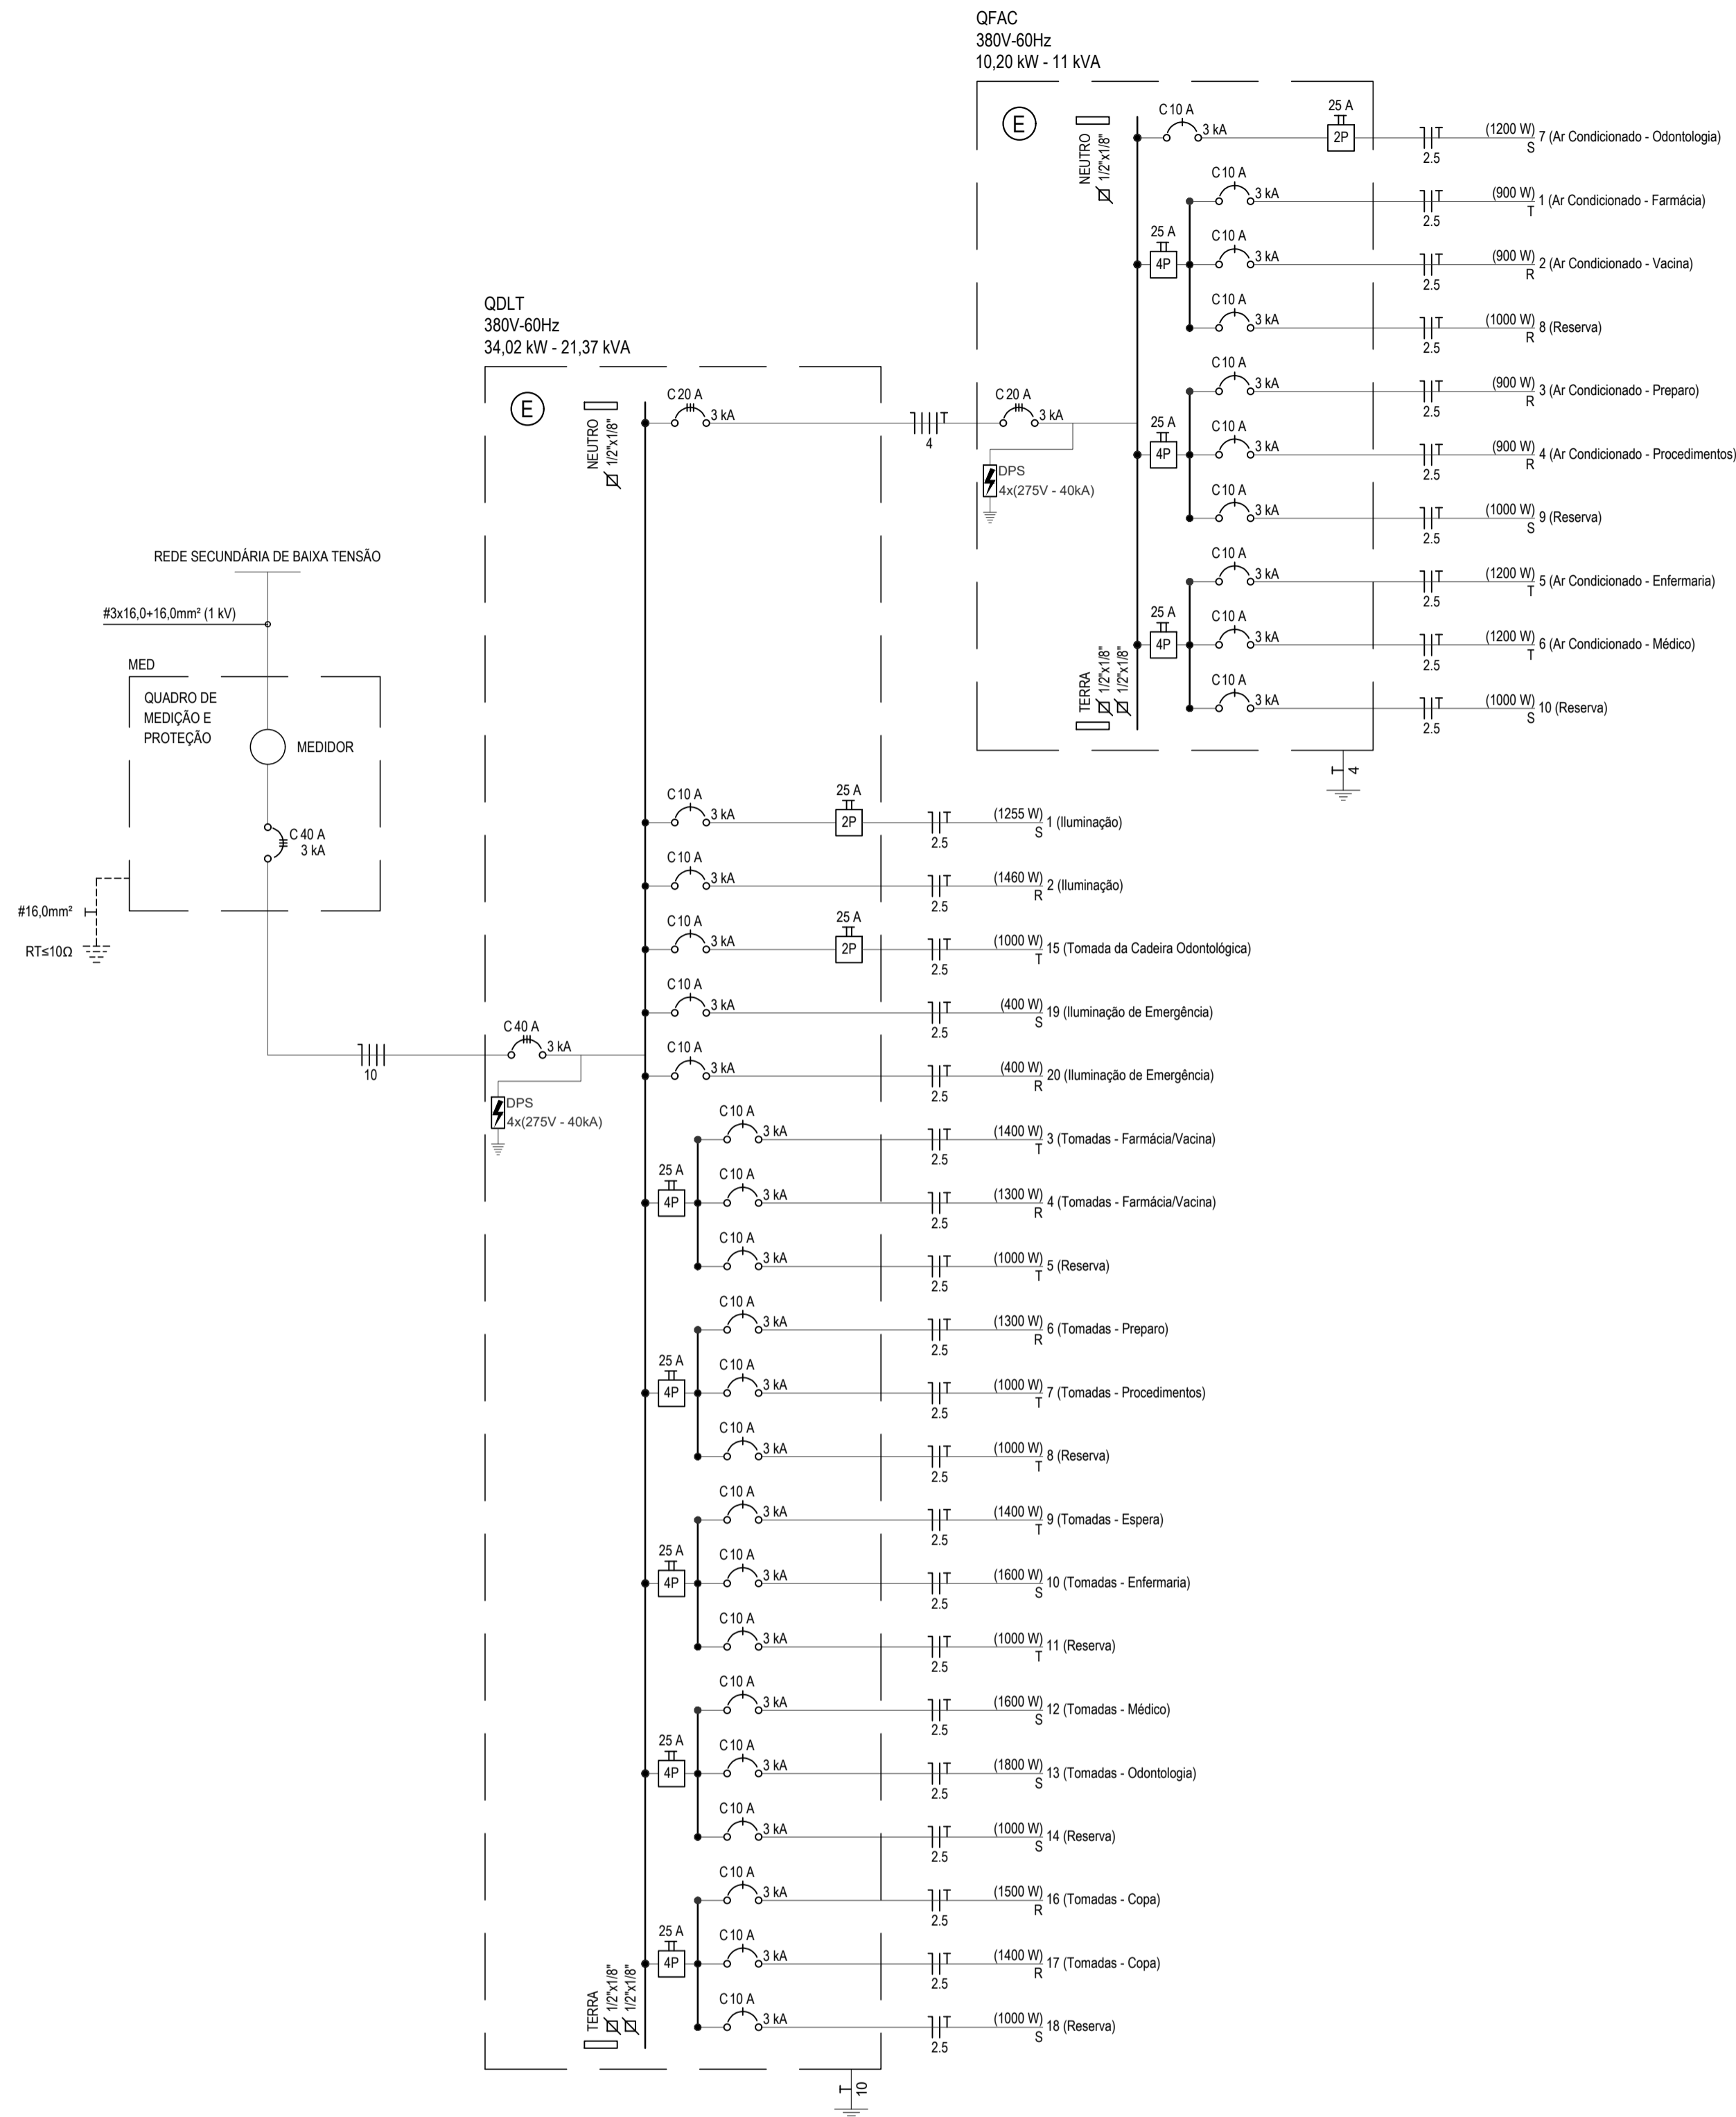 QFAC
380V-60Hz
10,20 kW - 11 kVA
E
NEUTRO
1/2"x1/8"
C 10 A
3 kA
25 A
2P
T
2.5
(1200 W)
S
7 (Ar Condicionado - Odontologia)
C 10 A
3 kA
T
2.5
(900 W)
T
1 (Ar Condicionado - Farmácia)
25 A
4P
C 10 A
3 kA
T
2.5
(900 W)
R
2 (Ar Condicionado - Vacina)
C 10 A
3 kA
T
2.5
(1000 W)
R
8 (Reserva)
C 10 A
3 kA
T
2.5
(900 W)
R
3 (Ar Condicionado - Preparo)
25 A
4P
C 10 A
3 kA
T
2.5
(900 W)
R
4 (Ar Condicionado - Procedimentos)
C 10 A
3 kA
T
2.5
(1000 W)
S
9 (Reserva)
C 10 A
3 kA
T
2.5
(1200 W)
T
5 (Ar Condicionado - Enfermaria)
25 A
4P
C 10 A
3 kA
T
2.5
(1200 W)
T
6 (Ar Condicionado - Médico)
C 10 A
3 kA
T
2.5
(1000 W)
S
10 (Reserva)
TERRA
1/2"x1/8"
1/2"x1/8"
T
4
C 20 A
3 kA
DPS
4x(275V - 40kA)
QDLT
380V-60Hz
34,02 kW - 21,37 kVA
E
NEUTRO
1/2"x1/8"
C 20 A
3 kA
T
4
REDE SECUNDÁRIA DE BAIXA TENSÃO
#3x16,0+16,0mm² (1 kV)
MED
QUADRO DE
MEDIÇÃO E
PROTEÇÃO
MEDIDOR
C 40 A
3 kA
#16,0mm²
T
RT≤10Ω
10
C 40 A
3 kA
DPS
4x(275V - 40kA)
C 10 A
3 kA
25 A
2P
T
2.5
(1255 W)
S
1 (Iluminação)
C 10 A
3 kA
T
2.5
(1460 W)
R
2 (Iluminação)
C 10 A
3 kA
25 A
2P
T
2.5
(1000 W)
T
15 (Tomada da Cadeira Odontológica)
C 10 A
3 kA
T
2.5
(400 W)
S
19 (Iluminação de Emergência)
C 10 A
3 kA
T
2.5
(400 W)
R
20 (Iluminação de Emergência)
C 10 A
3 kA
T
2.5
(1400 W)
T
3 (Tomadas - Farmácia/Vacina)
25 A
4P
C 10 A
3 kA
T
2.5
(1300 W)
R
4 (Tomadas - Farmácia/Vacina)
C 10 A
3 kA
T
2.5
(1000 W)
T
5 (Reserva)
C 10 A
3 kA
T
2.5
(1300 W)
R
6 (Tomadas - Preparo)
25 A
4P
C 10 A
3 kA
T
2.5
(1000 W)
T
7 (Tomadas - Procedimentos)
C 10 A
3 kA
T
2.5
(1000 W)
T
8 (Reserva)
C 10 A
3 kA
T
2.5
(1400 W)
T
9 (Tomadas - Espera)
25 A
4P
C 10 A
3 kA
T
2.5
(1600 W)
S
10 (Tomadas - Enfermaria)
C 10 A
3 kA
T
2.5
(1000 W)
T
11 (Reserva)
C 10 A
3 kA
T
2.5
(1600 W)
S
12 (Tomadas - Médico)
25 A
4P
C 10 A
3 kA
T
2.5
(1800 W)
S
13 (Tomadas - Odontologia)
C 10 A
3 kA
T
2.5
(1000 W)
S
14 (Reserva)
C 10 A
3 kA
T
2.5
(1500 W)
R
16 (Tomadas - Copa)
25 A
4P
C 10 A
3 kA
T
2.5
(1400 W)
R
17 (Tomadas - Copa)
C 10 A
3 kA
T
2.5
(1000 W)
S
18 (Reserva)
TERRA
1/2"x1/8"
1/2"x1/8"
T
10